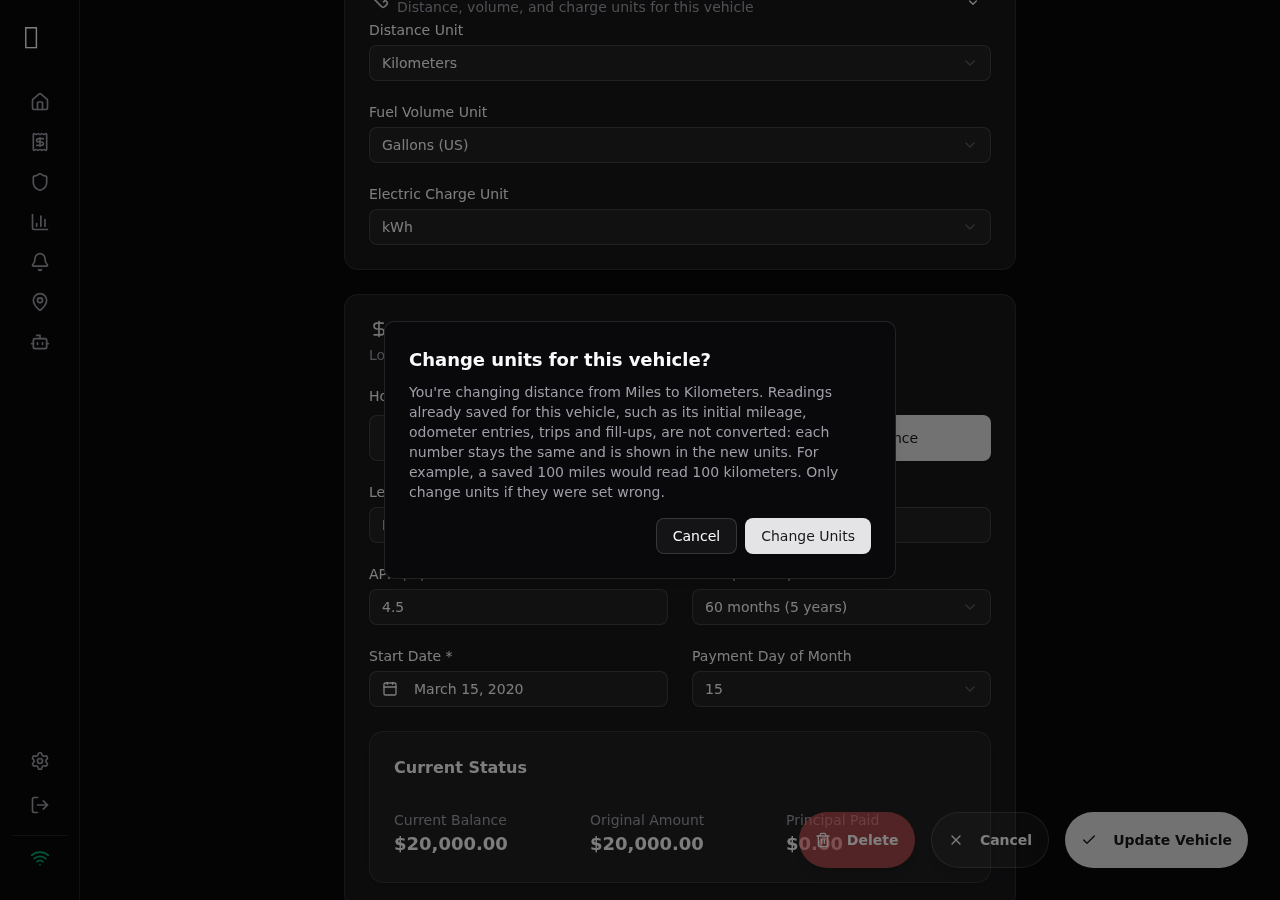 Distance, volume, and charge units for this vehicle
Distance Unit
Kilometers
Fuel Volume Unit
Gallons (US)
Electric Charge Unit
kWh
Change units for this vehicle?
You're changing distance from Miles to Kilometers. Readings
already saved for this vehicle, such as its initial mileage,
odometer entries, trips and fill-ups, are not converted: each
number stays the same and is shown in the new units. For
example, a saved 100 miles would read 100 kilometers. Only
change units if they were set wrong.
Cancel
Change Units
4.5
60 months (5 years)
Start Date *
Payment Day of Month
March 15, 2020
15
Current Status
Current Balance
Original Amount
Principal Paid
$20,000.00
$20,000.00
$0.00
Delete
Cancel
Update Vehicle